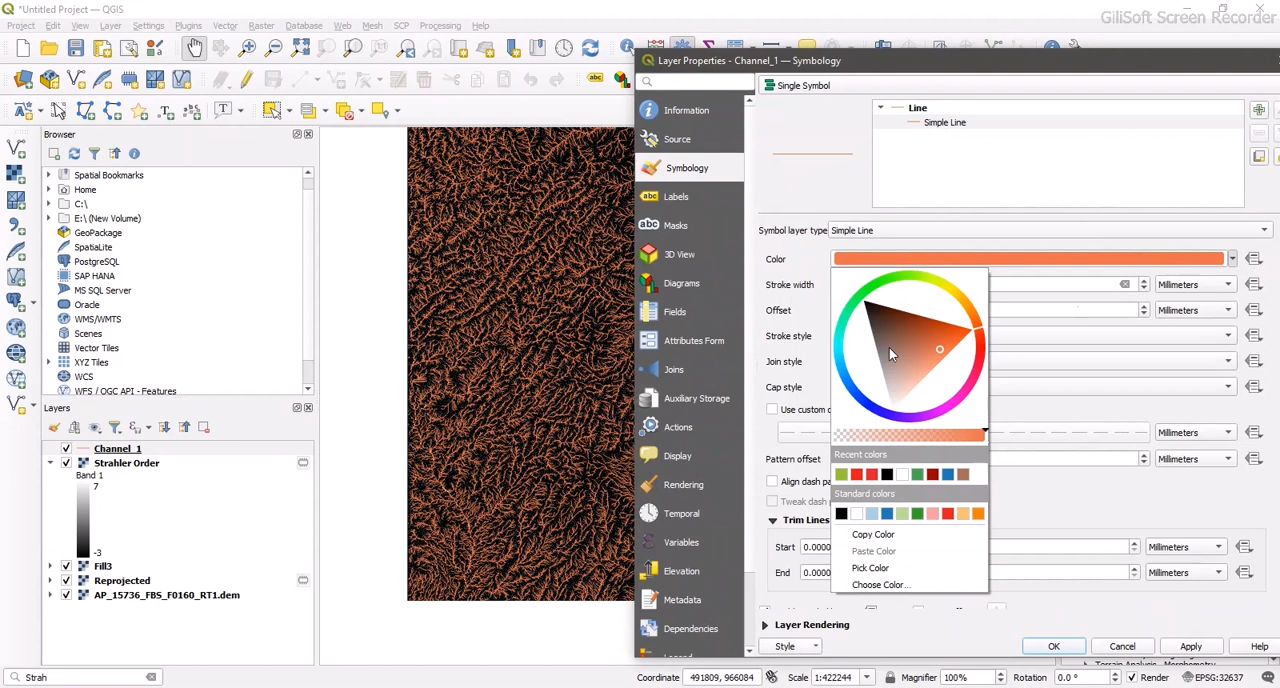 *Untitled Project — QGIS
GiliSoft Screen Recorder
Project Edit View Layer Settings Plugins Vector Raster Database Web Mesh SCP Processing Help
Layer Properties - Channel_1 — Symbology
Information
Source
Symbology
Labels
Masks
3D View
Diagrams
Fields
Attributes Form
Joins
Auxiliary Storage
Actions
Display
Rendering
Temporal
Variables
Elevation
Metadata
Dependencies
Single Symbol
Line
Simple Line
Symbol layer type Simple Line
Color
Stroke width Millimeters
Offset Millimeters
Stroke style
Join style
Cap style
Use custom
Millimeters
Pattern offset Millimeters
Align dash
Tweak dash
Trim Lines
Start 0.0000 Millimeters
End 0.0000 Millimeters
Recent colors
Standard colors
Copy Color
Paste Color
Pick Color
Choose Color...
Layer Rendering
Style OK Cancel Apply Help
Browser
Spatial Bookmarks
Home
C:\
E:\ (New Volume)
GeoPackage
SpatiaLite
PostgreSQL
SAP HANA
MS SQL Server
Oracle
WMS/WMTS
Scenes
Vector Tiles
XYZ Tiles
WCS
WFS / OGC API - Features
Layers
Channel_1
Strahler Order
Band 1
7
-3
Fill3
Reprojected
AP_15736_FBS_F0160_RT1.dem
Strah
Coordinate 491809, 966084 Scale 1:422244 Magnifier 100% Rotation 0.0 ° Render EPSG:32637